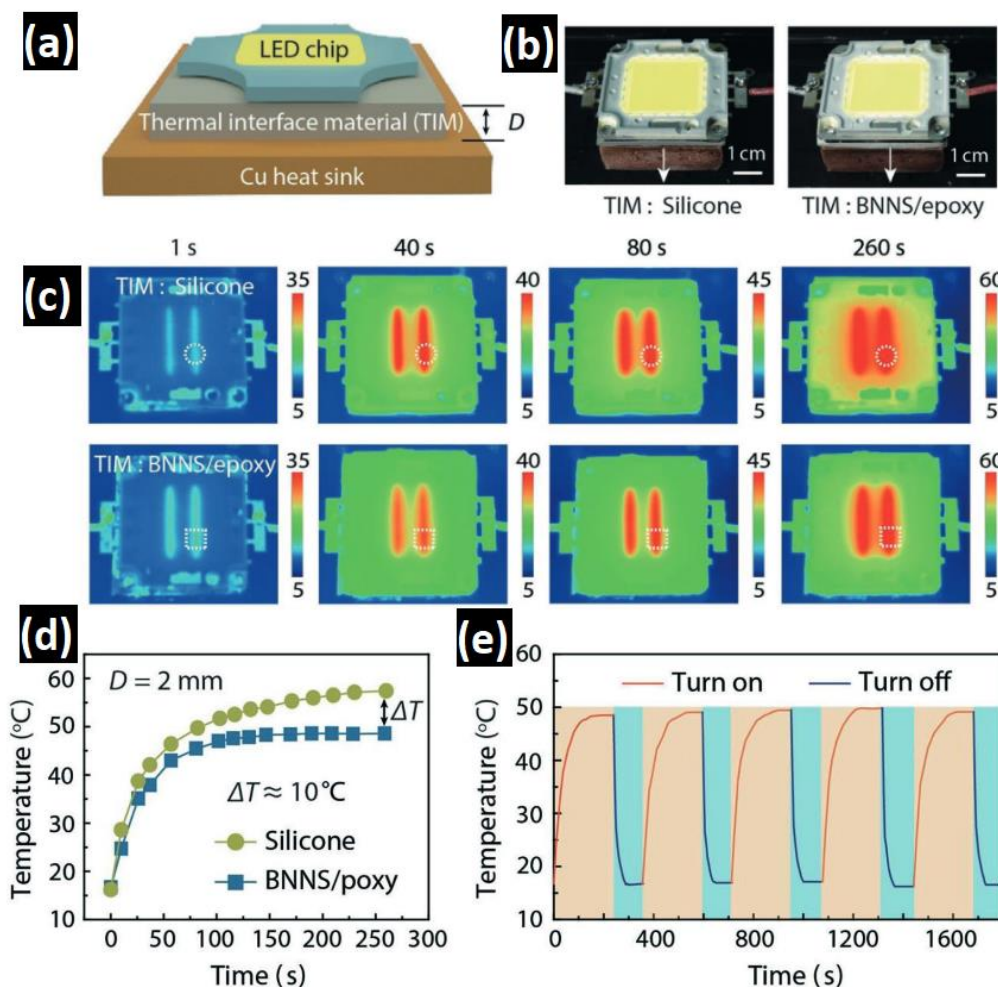 (a)
LED chip
Thermal interface material (TIM)
D
Cu heat sink
(b)
1 cm
1 cm
TIM : Silicone
TIM : BNNS/epoxy
1 s
40 s
80 s
260 s
(c)
TIM : Silicone
35
5
40
5
45
5
60
5
TIM : BNNS/epoxy
35
5
40
5
45
5
60
5
(d)
60
50
40
30
20
10
Temperature (°C)
D = 2 mm
ΔT
ΔT ≈ 10 °C
Silicone
BNNS/poxy
0 50 100 150 200 250 300
Time (s)
(e)
60
50
40
30
20
10
Temperature (°C)
Turn on
Turn off
0 400 800 1200 1600
Time (s)